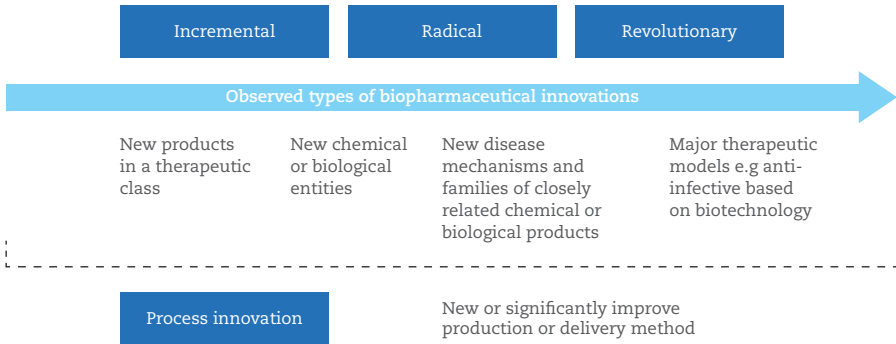 Incremental
Radical
Revolutionary
Observed types of biopharmaceutical innovations
New products
in a therapeutic
class
New chemical
or biological
entities
New disease
mechanisms and
families of closely
related chemical or
biological products
Major therapeutic
models e.g anti-
infective based
on biotechnology
Process innovation
New or significantly improve
production or delivery method